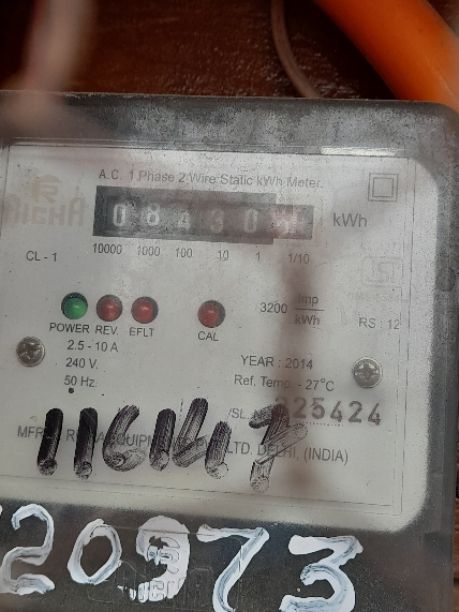 A.C. 1 Phase 2 Wire Static kWh Meter.
08430 kWh
CL - 1 10000 1000 100 10 1 1/10
3200 Imp/kWh
RS : 12
POWER REV. EFLT CAL
2.5 - 10 A
240 V.
50 Hz.
YEAR : 2014
Ref. Temp. - 27°C
/SL. 225424
LTD. DELHI, (INDIA)
1161417
20973